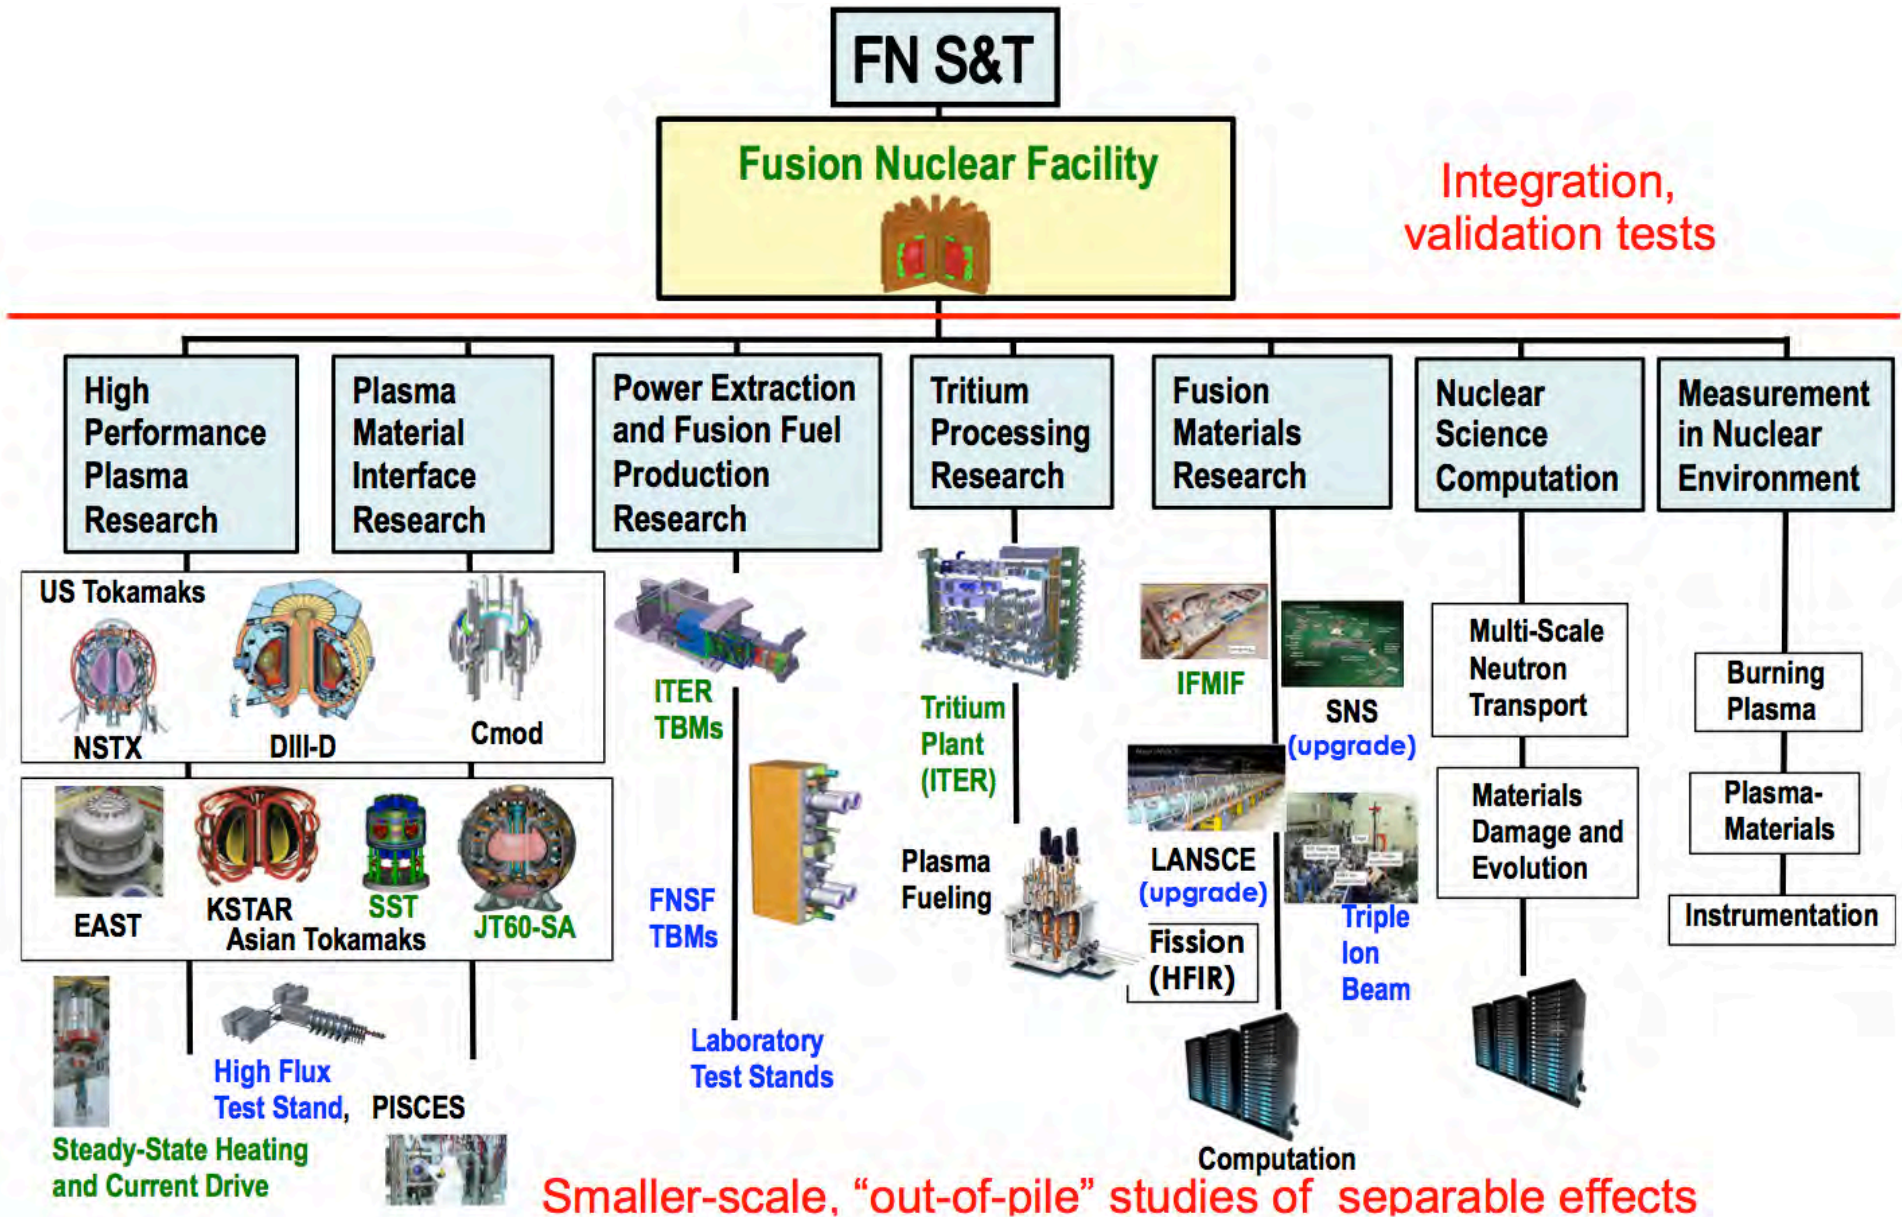 FN S&T
Fusion Nuclear Facility
Integration,
validation tests
High
Performance
Plasma
Research
Plasma
Material
Interface
Research
Power Extraction
and Fusion Fuel
Production
Research
Tritium
Processing
Research
Fusion
Materials
Research
Nuclear
Science
Computation
Measurement
in Nuclear
Environment
US Tokamaks
NSTX
DIII-D
Cmod
EAST
KSTAR
SST
JT60-SA
Asian Tokamaks
High Flux
Test Stand, PISCES
Steady-State Heating
and Current Drive
ITER
TBMs
FNSF
TBMs
Laboratory
Test Stands
Tritium
Plant
(ITER)
Plasma
Fueling
IFMIF
SNS
(upgrade)
LANSCE
(upgrade)
Fission
(HFIR)
Triple
Ion
Beam
Computation
Multi-Scale
Neutron
Transport
Materials
Damage and
Evolution
Burning
Plasma
Plasma-
Materials
Instrumentation
Smaller-scale, “out-of-pile” studies of separable effects